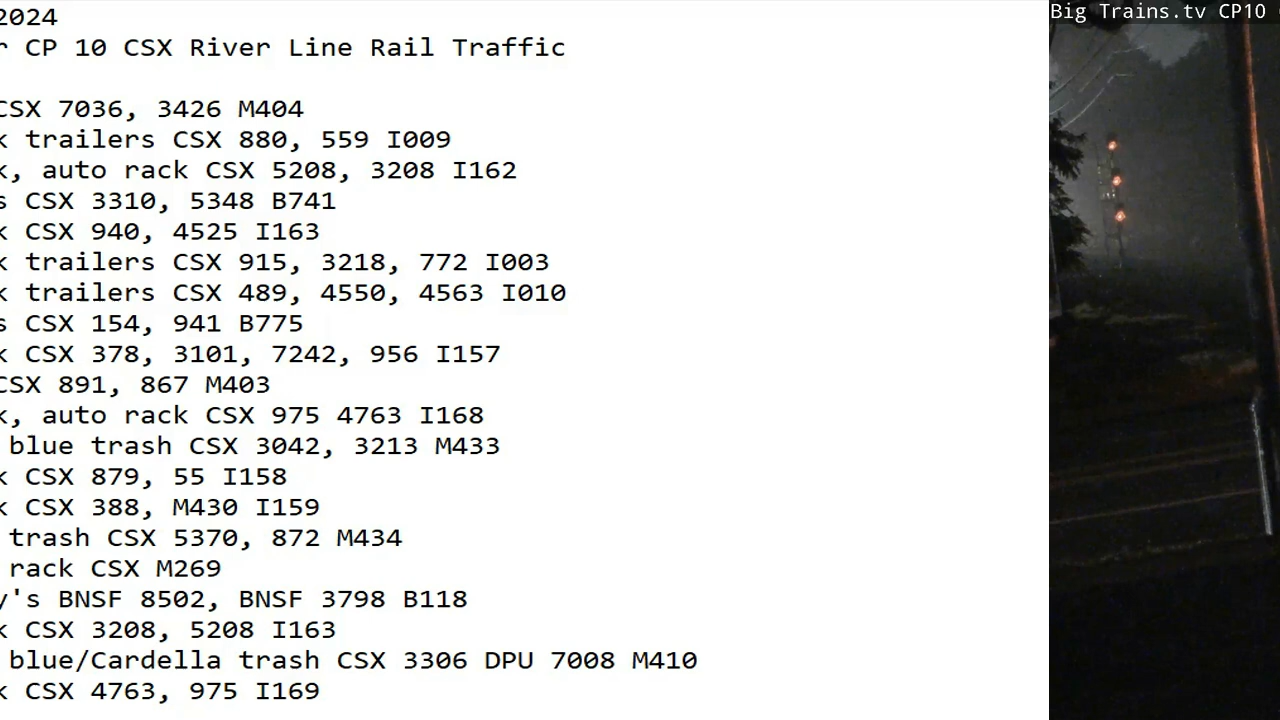 2024
r CP 10 CSX River Line Rail Traffic
CSX 7036, 3426 M404
k trailers CSX 880, 559 I009
k, auto rack CSX 5208, 3208 I162
s CSX 3310, 5348 B741
k CSX 940, 4525 I163
k trailers CSX 915, 3218, 772 I003
k trailers CSX 489, 4550, 4563 I010
s CSX 154, 941 B775
k CSX 378, 3101, 7242, 956 I157
CSX 891, 867 M403
k, auto rack CSX 975 4763 I168
blue trash CSX 3042, 3213 M433
k CSX 879, 55 I158
k CSX 388, M430 I159
trash CSX 5370, 872 M434
rack CSX M269
y's BNSF 8502, BNSF 3798 B118
k CSX 3208, 5208 I163
blue/Cardella trash CSX 3306 DPU 7008 M410
k CSX 4763, 975 I169
Big Trains.tv CP10